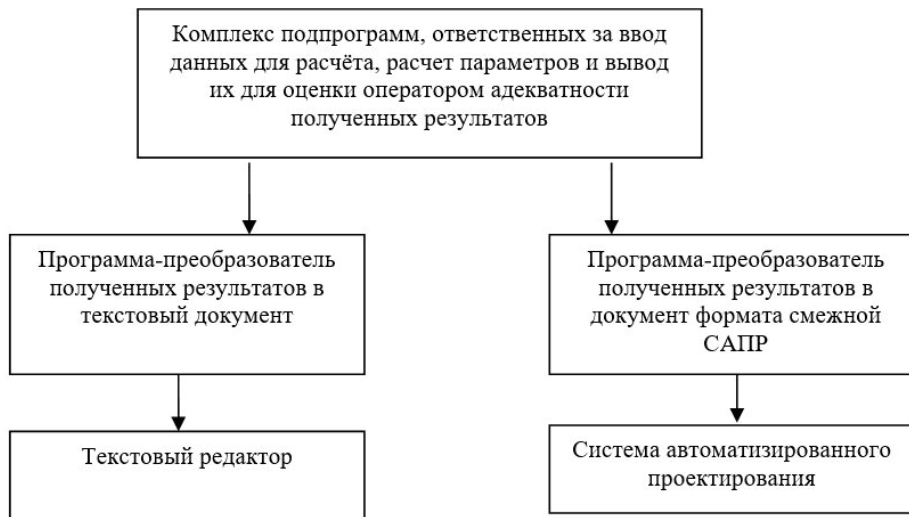 Комплекс подпрограмм, ответственных за ввод
данных для расчёта, расчет параметров и вывод
их для оценки оператором адекватности
полученных результатов
Программа-преобразователь
полученных результатов в
текстовый документ
Программа-преобразователь
полученных результатов в
документ формата смежной
САПР
Текстовый редактор
Система автоматизированного
проектирования